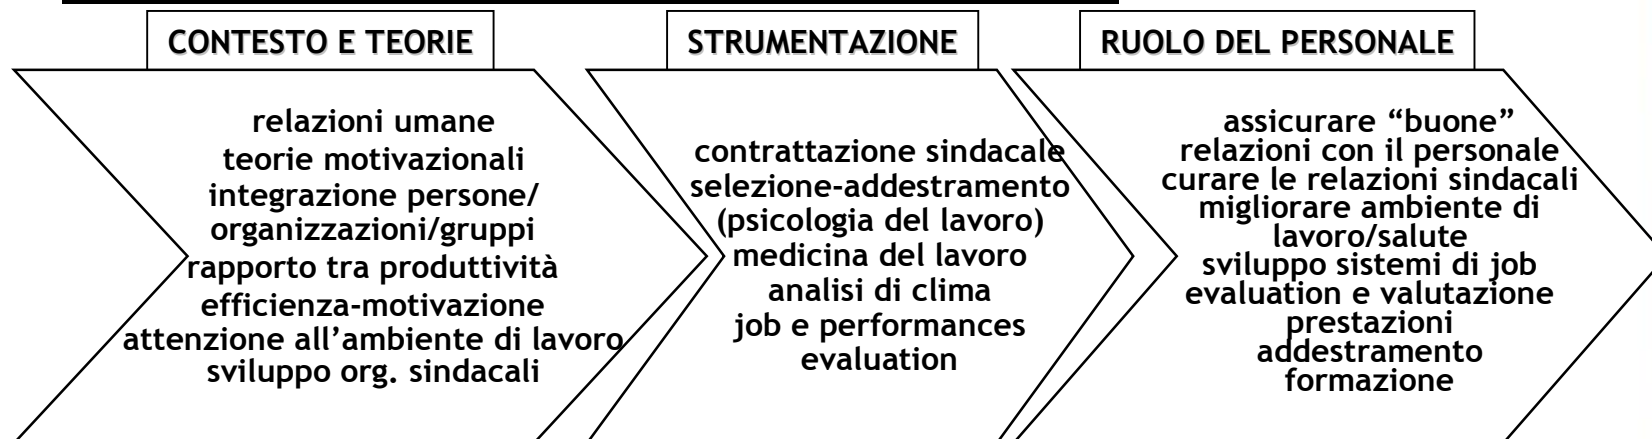 CONTESTO E TEORIE
relazioni umane
teorie motivazionali
integrazione persone/
organizzazioni/gruppi
rapporto tra produttività
efficienza-motivazione
attenzione all’ambiente di lavoro
sviluppo org. sindacali
STRUMENTAZIONE
contrattazione sindacale
selezione-addestramento
(psicologia del lavoro)
medicina del lavoro
analisi di clima
job e performances
evaluation
RUOLO DEL PERSONALE
assicurare “buone”
relazioni con il personale
curare le relazioni sindacali
migliorare ambiente di
lavoro/salute
sviluppo sistemi di job
evaluation e valutazione
prestazioni
addestramento
formazione